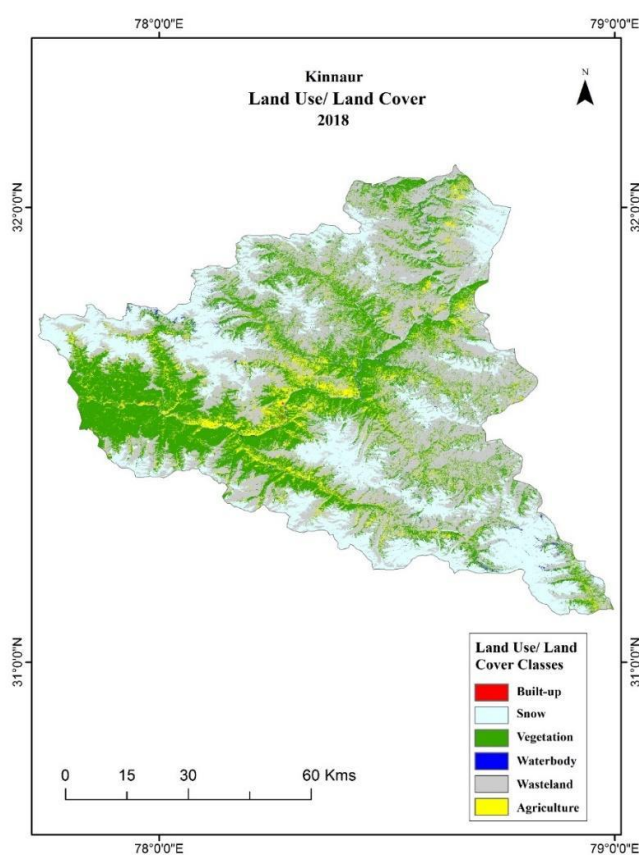 78°0'0"E
79°0'0"E
Kinnaur
Land Use/ Land Cover
2018
N
32°0'0"N
32°0'0"N
31°0'0"N
31°0'0"N
Land Use/ Land
Cover Classes
Built-up
Snow
Vegetation
Waterbody
Wasteland
Agriculture
0 15 30 60 Kms
78°0'0"E
79°0'0"E